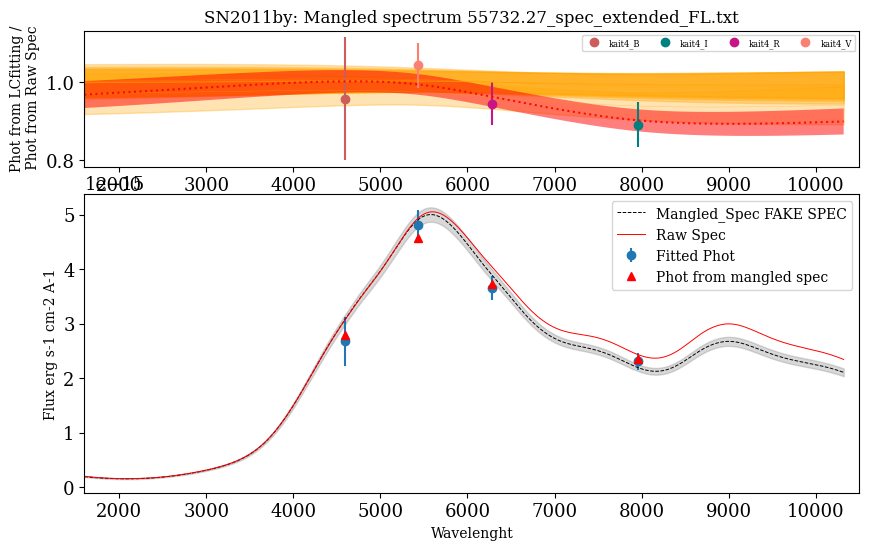 SN2011by: Mangled spectrum 55732.27_spec_extended_FL.txt
Phot from LCfitting /
Phot from Raw Spec
kait4_B kait4_I kait4_R kait4_V
1.0
0.8
2000 3000 4000 5000 6000 7000 8000 9000 10000
1e−15
Flux erg s-1 cm-2 A-1
Mangled_Spec FAKE SPEC
Raw Spec
Fitted Phot
Phot from mangled spec
5
4
3
2
1
0
2000 3000 4000 5000 6000 7000 8000 9000 10000
Wavelenght